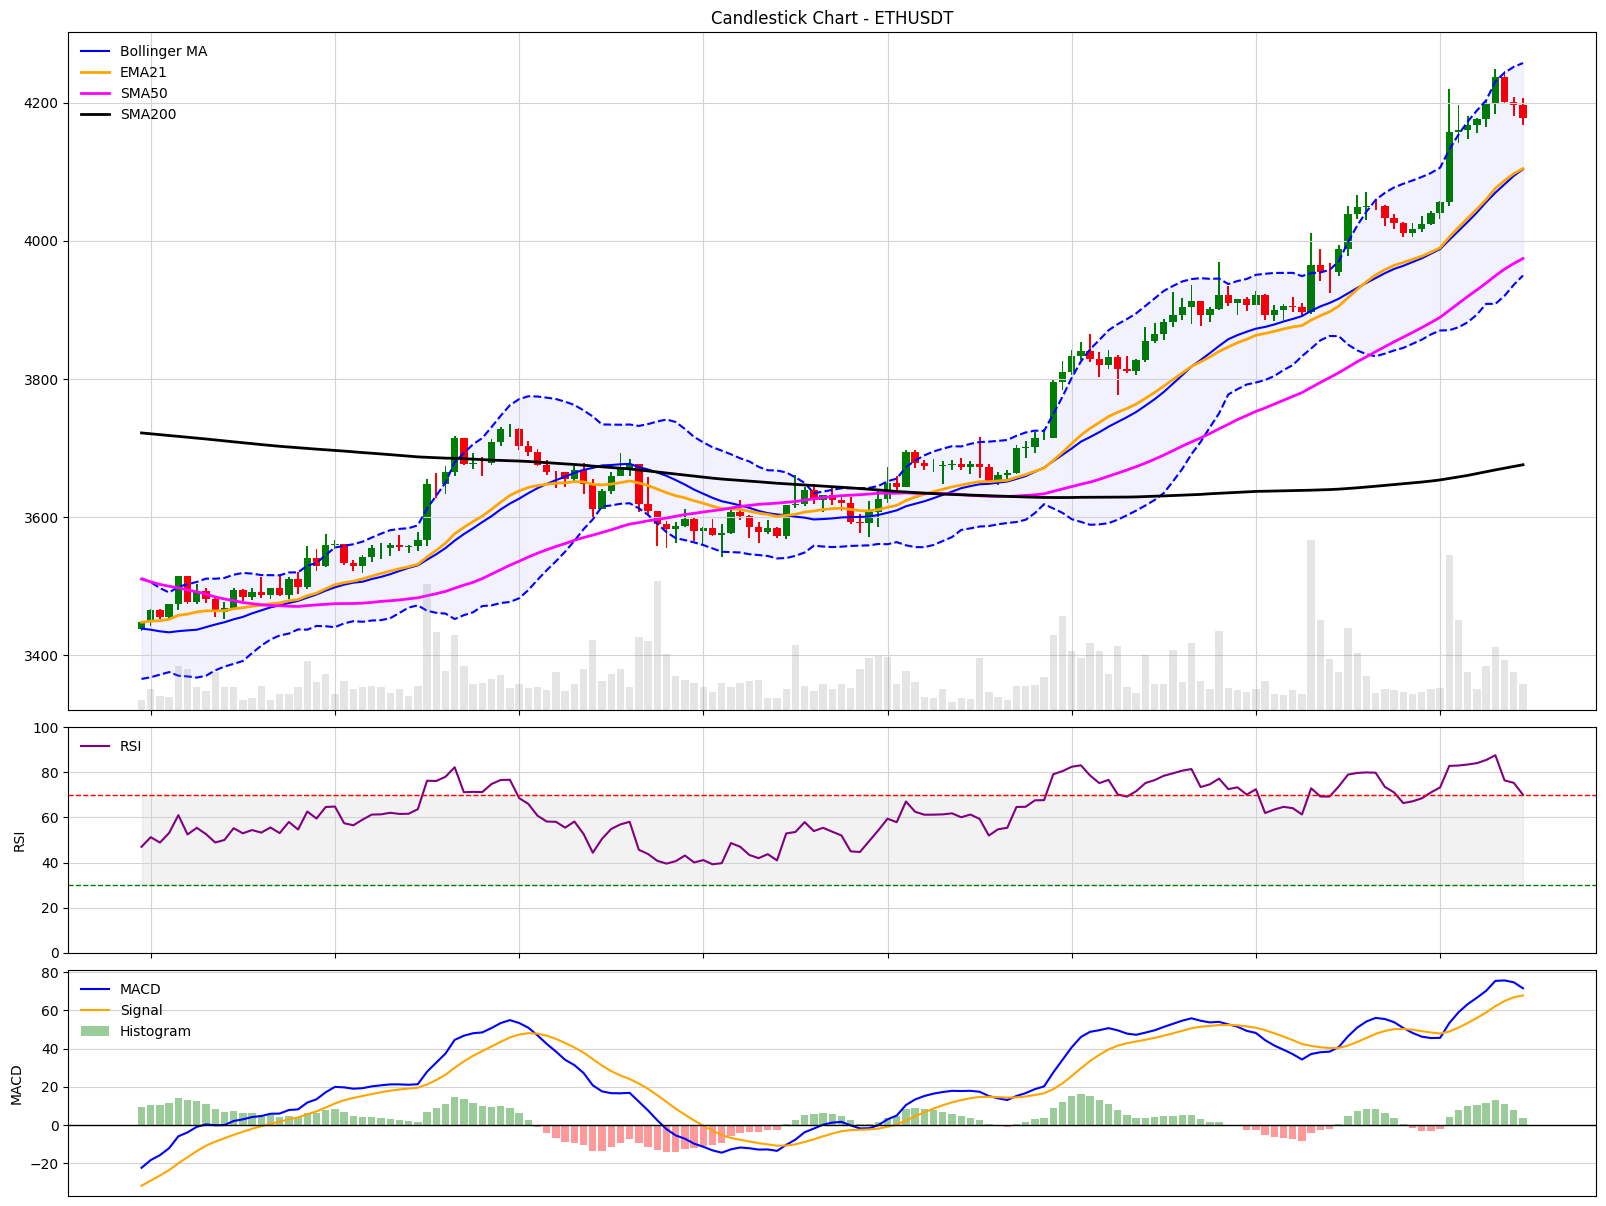 Candlestick Chart - ETHUSDT
Bollinger MA
EMA21
SMA50
SMA200
4200
4000
3800
3600
3400
100
80
60
40
20
0
RSI
RSI
80
60
40
20
0
−20
MACD
MACD
Signal
Histogram